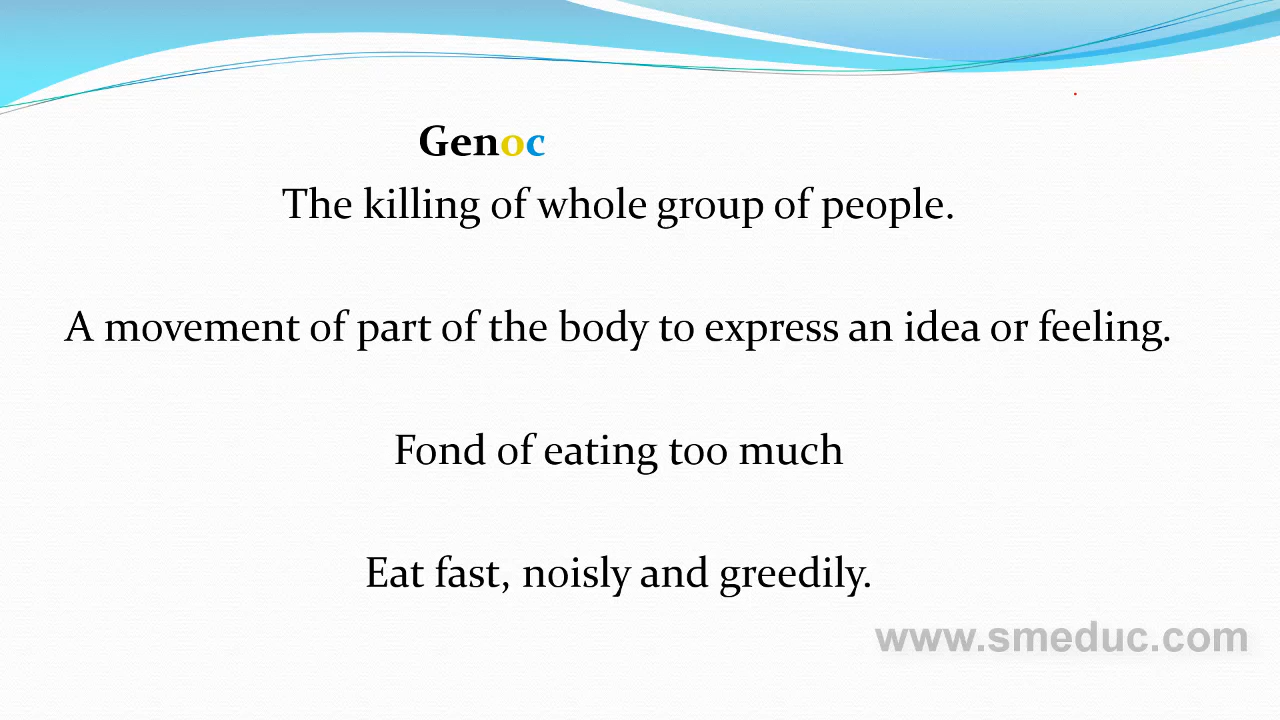 Genoc
The killing of whole group of people.
A movement of part of the body to express an idea or feeling.
Fond of eating too much
Eat fast, noisly and greedily.
www.smeduc.com